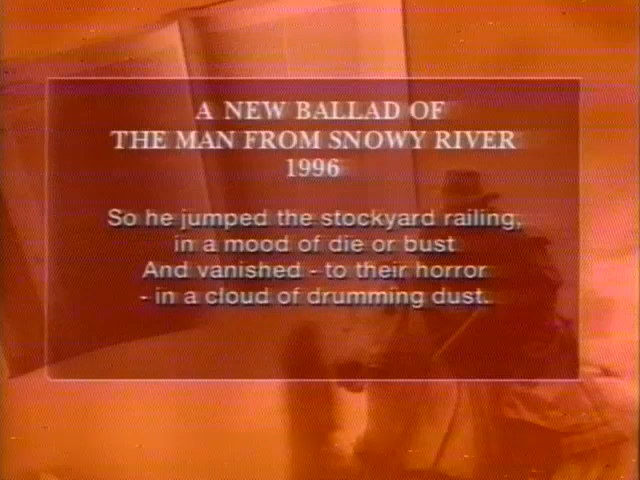 A NEW BALLAD OF
THE MAN FROM SNOWY RIVER
1996
So he jumped the stockyard railing,
in a mood of die or bust
And vanished - to their horror
- in a cloud of drumming dust.